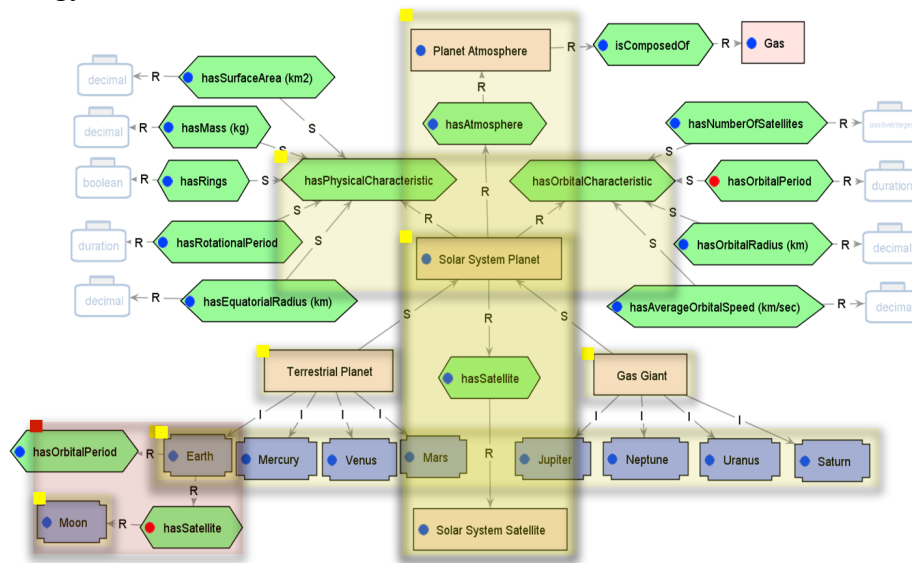 Planet Atmosphere
R
isComposedOf
R
Gas
decimal
R
hasSurfaceArea (km2)
R
S
decimal
R
hasMass (kg)
S
hasAtmosphere
hasNumberOfSatellites
R
S
boolean
R
hasRings
S
hasPhysicalCharacteristic
R
hasOrbitalCharacteristic
S
hasOrbitalPeriod
R
duration
S
R
R
S
duration
R
hasRotationalPeriod
S
Solar System Planet
hasOrbitalRadius (km)
R
decimal
S
decimal
R
hasEquatorialRadius (km)
hasAverageOrbitalSpeed (km/sec)
R
decimal
S
R
S
Terrestrial Planet
hasSatellite
Gas Giant
I
I
I
I
I
I
I
I
hasOrbitalPeriod
R
Earth
Mercury
Venus
Mars
R
Jupiter
Neptune
Uranus
Saturn
R
Moon
R
hasSatellite
Solar System Satellite